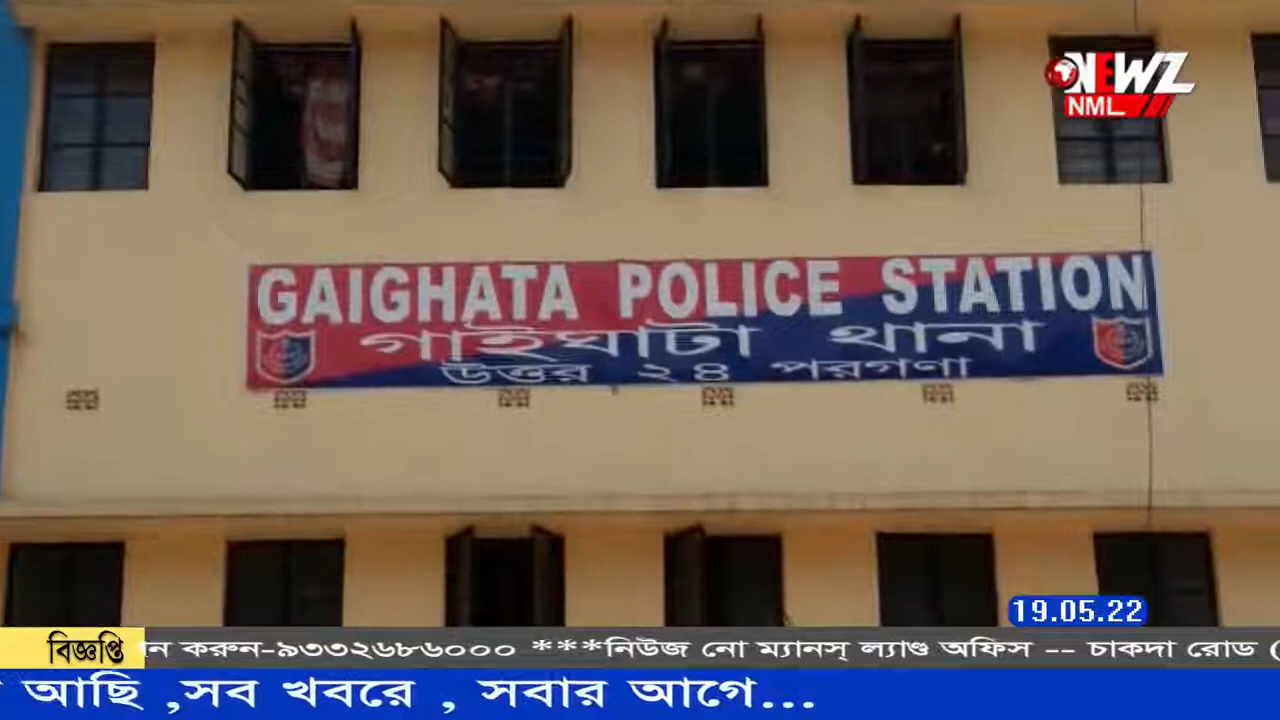 NEWZ
NML
GAIGHATA POLICE STATION
গাইঘাটা থানা
উত্তর ২৪ পরগণা
19.05.22
বিজ্ঞপ্তি
ন করুন-৯৩৩২৬৮৬০০০ ***নিউজ নো ম্যানস্ ল্যাণ্ড অফিস -- চাকদা রোড (
আছি ,সব খবরে , সবার আগে...